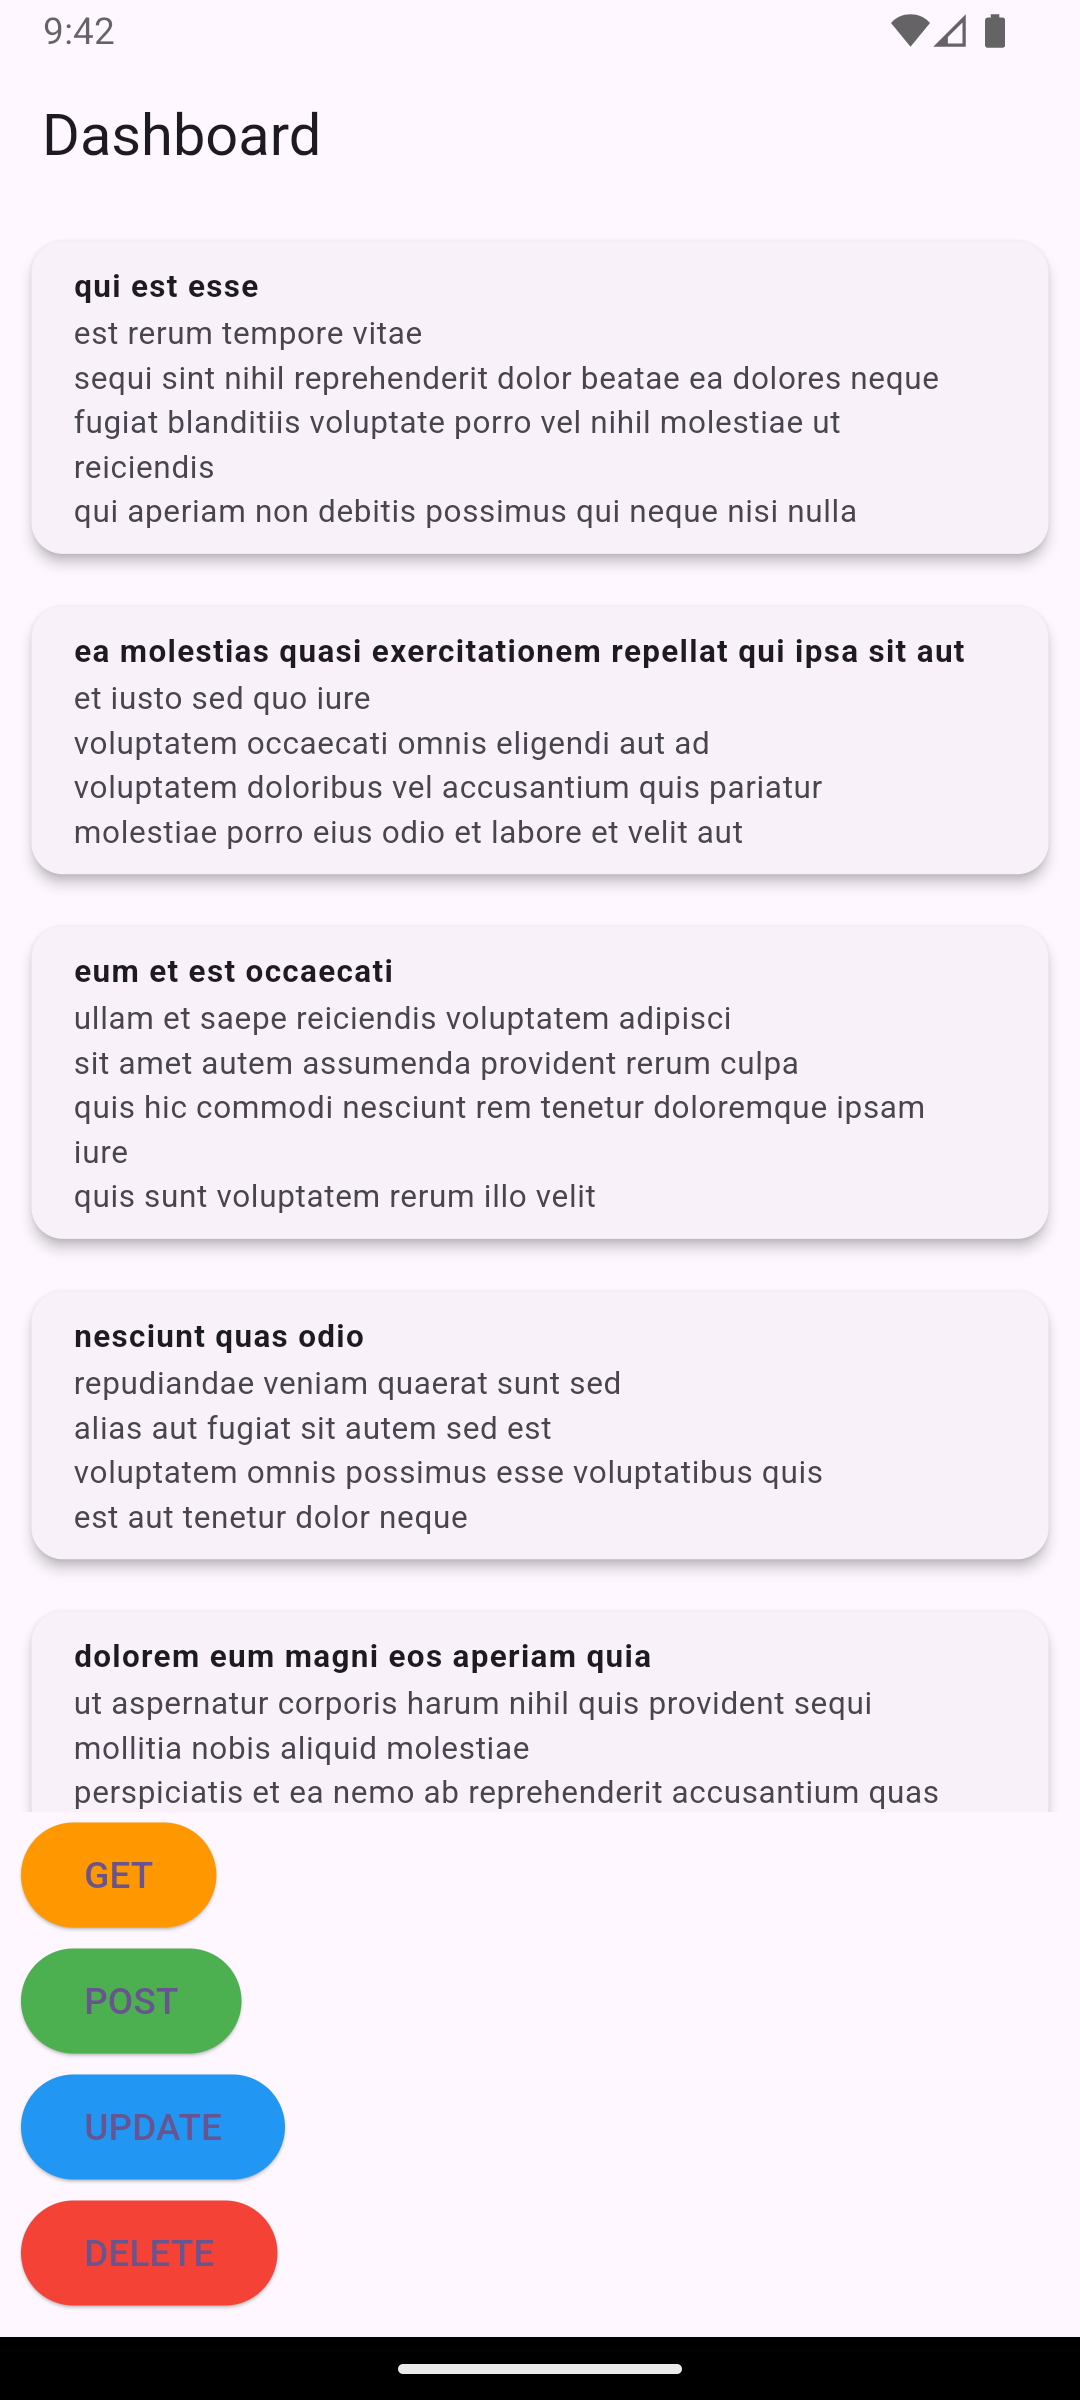 9:42
Dashboard
qui est esse
est rerum tempore vitae
sequi sint nihil reprehenderit dolor beatae ea dolores neque
fugiat blanditiis voluptate porro vel nihil molestiae ut
reiciendis
qui aperiam non debitis possimus qui neque nisi nulla
ea molestias quasi exercitationem repellat qui ipsa sit aut
et iusto sed quo iure
voluptatem occaecati omnis eligendi aut ad
voluptatem doloribus vel accusantium quis pariatur
molestiae porro eius odio et labore et velit aut
eum et est occaecati
ullam et saepe reiciendis voluptatem adipisci
sit amet autem assumenda provident rerum culpa
quis hic commodi nesciunt rem tenetur doloremque ipsam
iure
quis sunt voluptatem rerum illo velit
nesciunt quas odio
repudiandae veniam quaerat sunt sed
alias aut fugiat sit autem sed est
voluptatem omnis possimus esse voluptatibus quis
est aut tenetur dolor neque
dolorem eum magni eos aperiam quia
ut aspernatur corporis harum nihil quis provident sequi
mollitia nobis aliquid molestiae
perspiciatis et ea nemo ab reprehenderit accusantium quas
GET
POST
UPDATE
DELETE